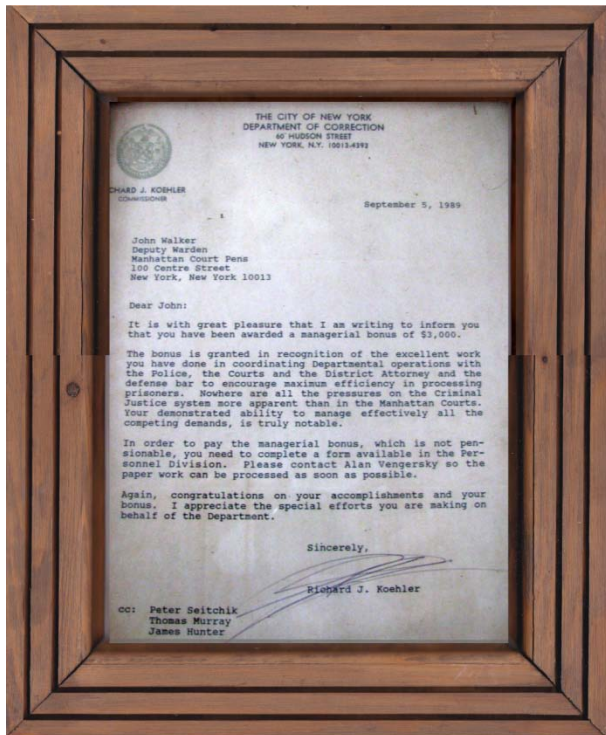 THE CITY OF NEW YORK
DEPARTMENT OF CORRECTION
60 HUDSON STREET
NEW YORK, N.Y. 10013-4393
CHARD J. KOEHLER
COMMISSIONER
September 5, 1989
John Walker
Deputy Warden
Manhattan Court Pens
100 Centre Street
New York, New York 10013
Dear John:
It is with great pleasure that I am writing to inform you
that you have been awarded a managerial bonus of $3,000.
The bonus is granted in recognition of the excellent work
you have done in coordinating Departmental operations with
the Police, the Courts and the District Attorney and the
defense bar to encourage maximum efficiency in processing
prisoners. Nowhere are all the pressures on the Criminal
Justice system more apparent than in the Manhattan Courts.
Your demonstrated ability to manage effectively all the
competing demands, is truly notable.
In order to pay the managerial bonus, which is not pen-
sionable, you need to complete a form available in the Per-
sonnel Division. Please contact Alan Vengersky so the
paper work can be processed as soon as possible.
Again, congratulations on your accomplishments and your
bonus. I appreciate the special efforts you are making on
behalf of the Department.
Sincerely,
Richard J. Koehler
cc: Peter Seitchik
Thomas Murray
James Hunter